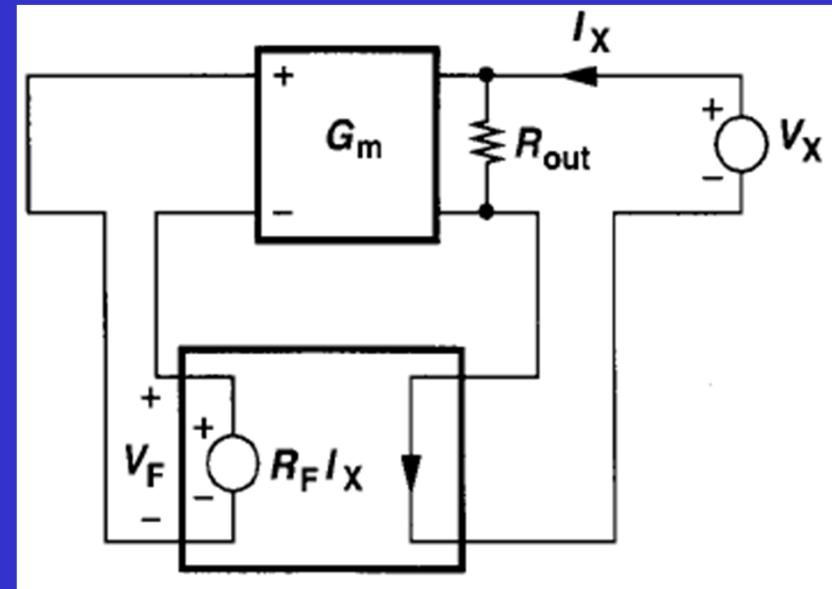 I_X
+
G_m
R_out
+
V_X
−
−
+
+
V_F
R_F I_X
−
−